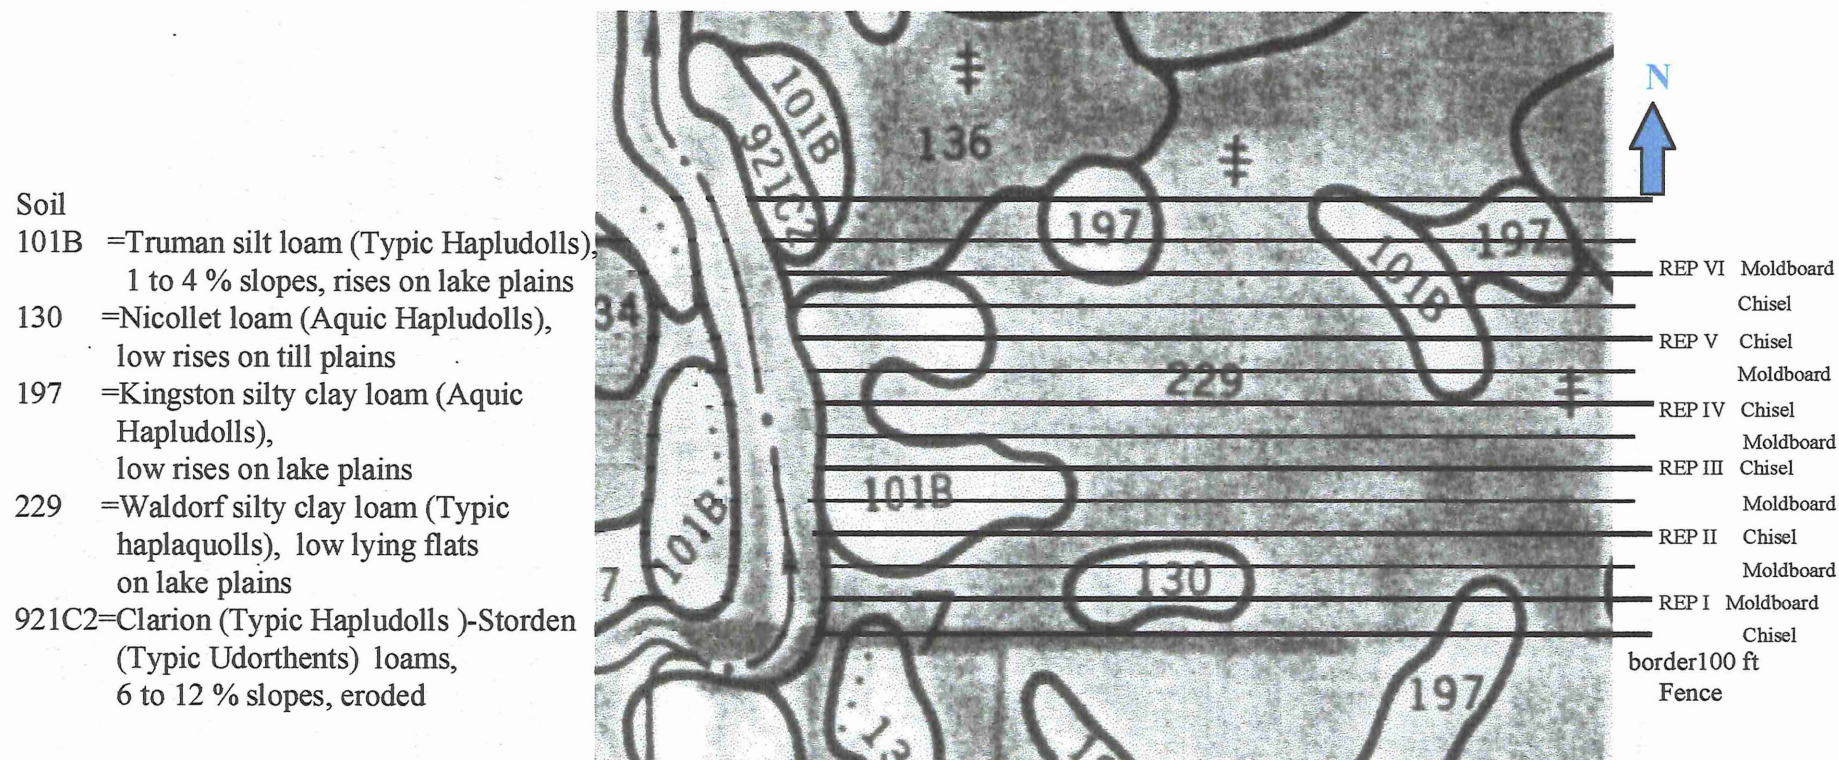 Soil
101B =Truman silt loam (Typic Hapludolls),
1 to 4 % slopes, rises on lake plains
130 =Nicollet loam (Aquic Hapludolls),
low rises on till plains
197 =Kingston silty clay loam (Aquic
Hapludolls),
low rises on lake plains
229 =Waldorf silty clay loam (Typic
haplaquolls), low lying flats
on lake plains
921C2=Clarion (Typic Hapludolls )-Storden
(Typic Udorthents) loams,
6 to 12 % slopes, eroded
101B
921C2
136
197
101B
197
34
229
101B
101B
130
7
7
197
13
N
REP VI Moldboard
Chisel
REP V Chisel
Moldboard
REP IV Chisel
Moldboard
REP III Chisel
Moldboard
REP II Chisel
Moldboard
REP I Moldboard
Chisel
border100 ft
Fence